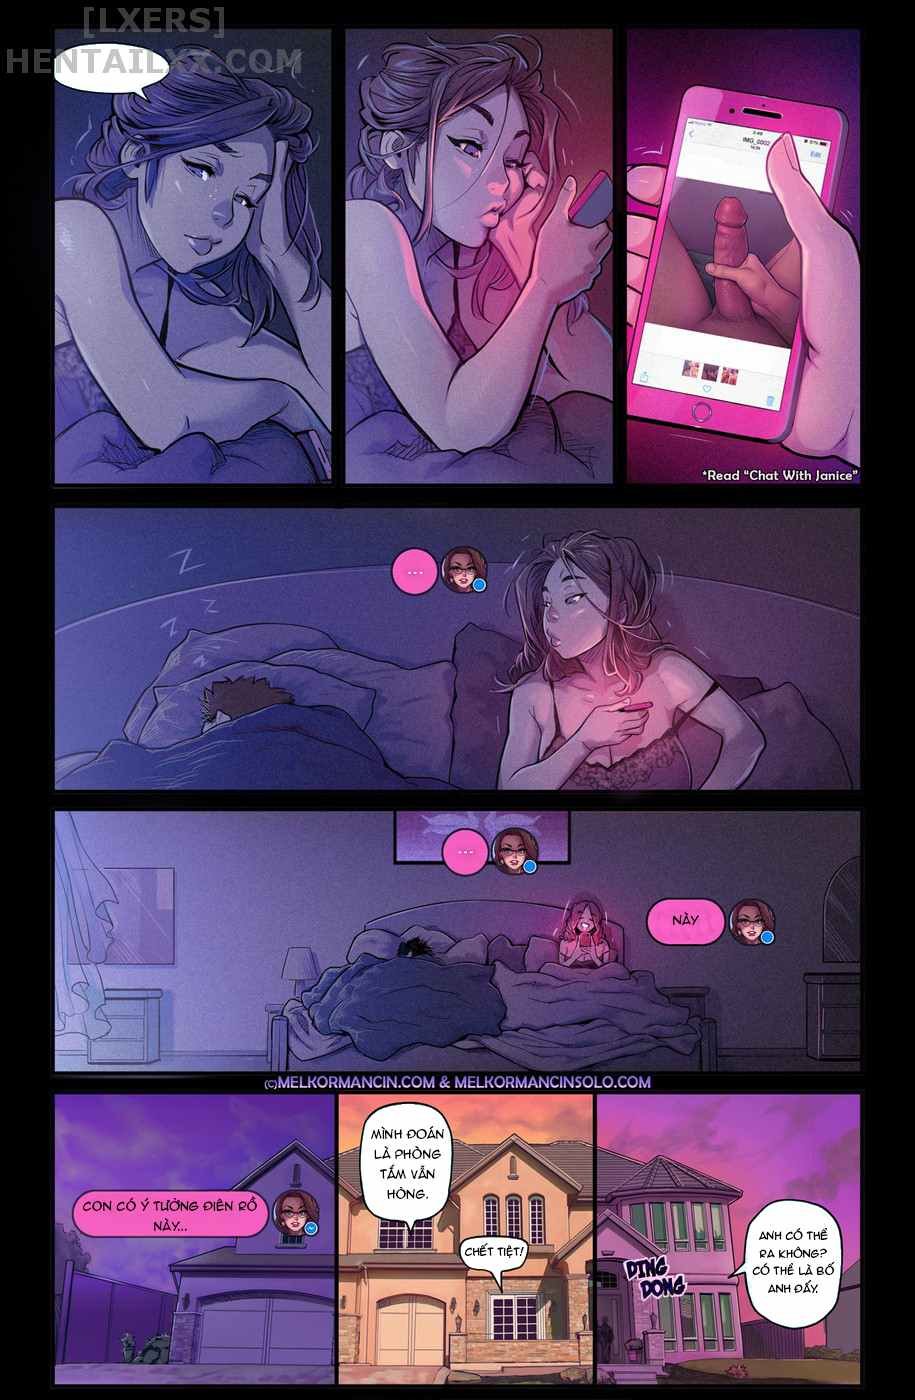 [LXERS]
HENTAILXX.COM
IMG_0002
Edit
*Read "Chat With Janice"
...
...
NÀY
(C)MELKORMANCIN.COM & MELKORMANCINSOLO.COM
CON CÓ Ý TƯỞNG ĐIÊN RỒ
NÀY...
MÌNH ĐOÁN
LÀ PHÒNG
TẮM VẪN
HỎNG.
CHẾT TIỆT!
DING
DONG
ANH CÓ THỂ
RA KHÔNG?
CÓ THỂ LÀ BỐ
ANH ĐẤY.